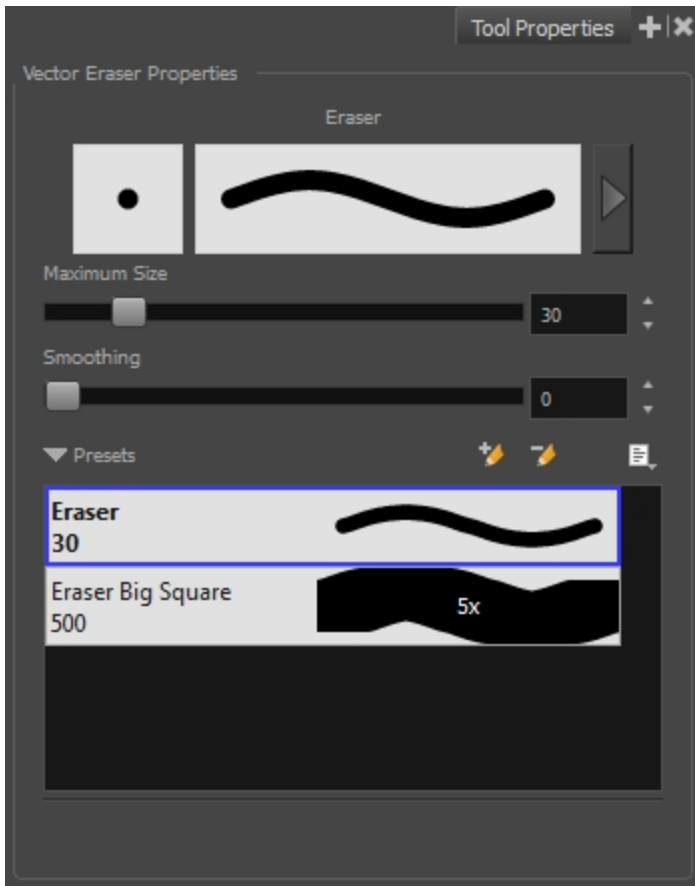 Tool Properties
Vector Eraser Properties
Eraser
Maximum Size
30
Smoothing
0
Presets
Eraser
30
Eraser Big Square
500
5x